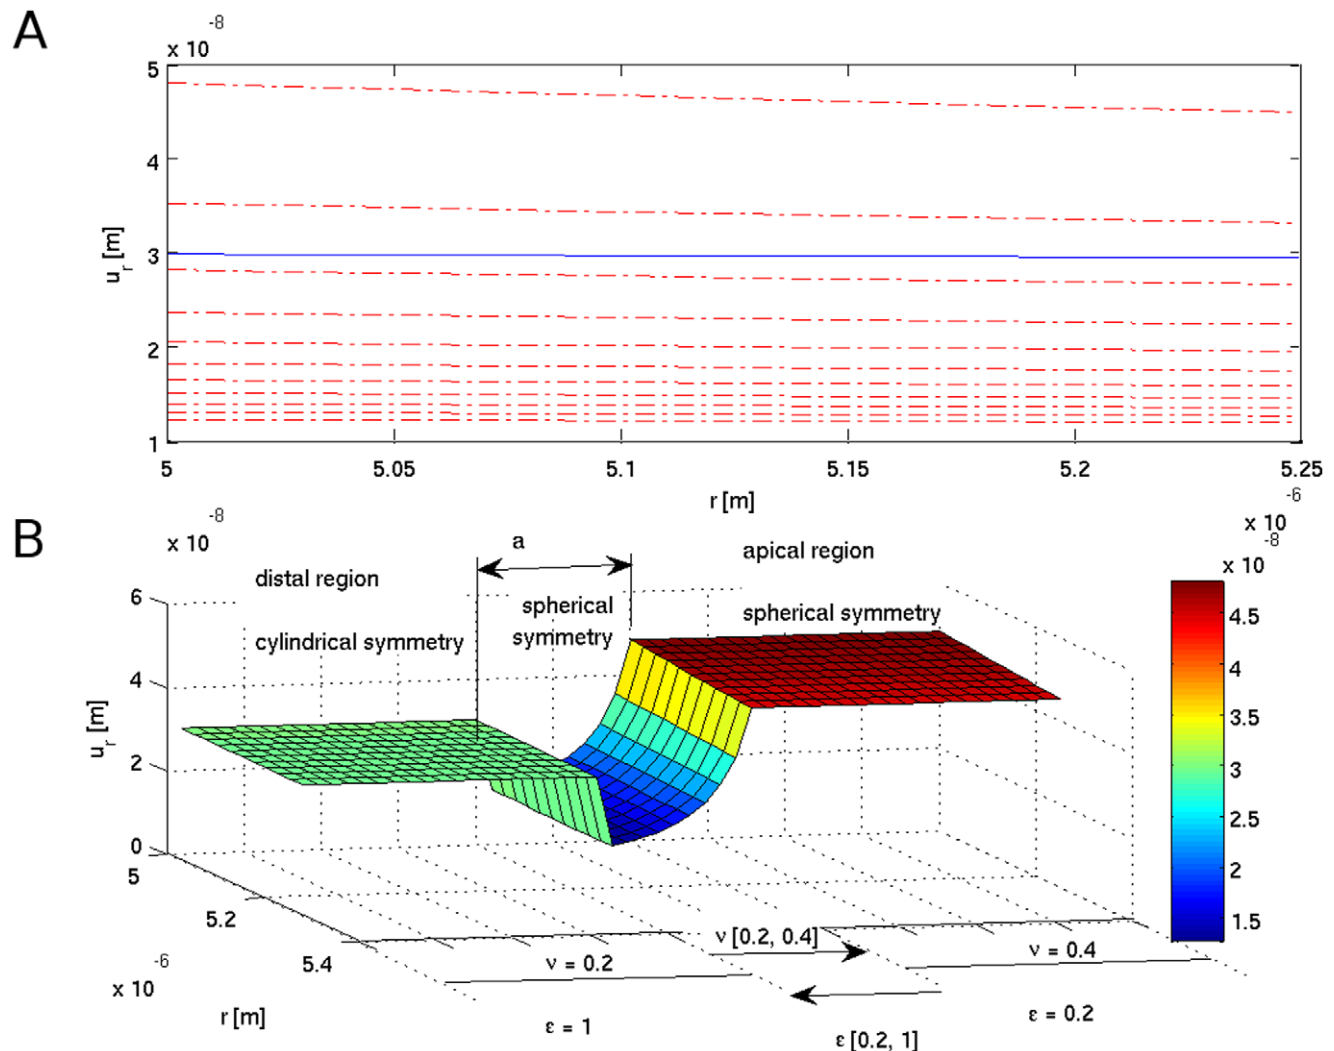 A
-8
x 10
5
4
3
2
1
u_r [m]
5 5.05 5.1 5.15 5.2 5.25
r [m]
-6
x 10
B
-8
x 10
a
distal region
apical region
spherical symmetry
cylindrical symmetry
spherical symmetry
6
4
2
0
u_r [m]
5
5.2
5.4
-6
x 10
r [m]
ν = 0.2
ν [0.2, 0.4]
ν = 0.4
ε = 1
ε [0.2, 1]
ε = 0.2
-8
x 10
4.5
4
3.5
3
2.5
2
1.5